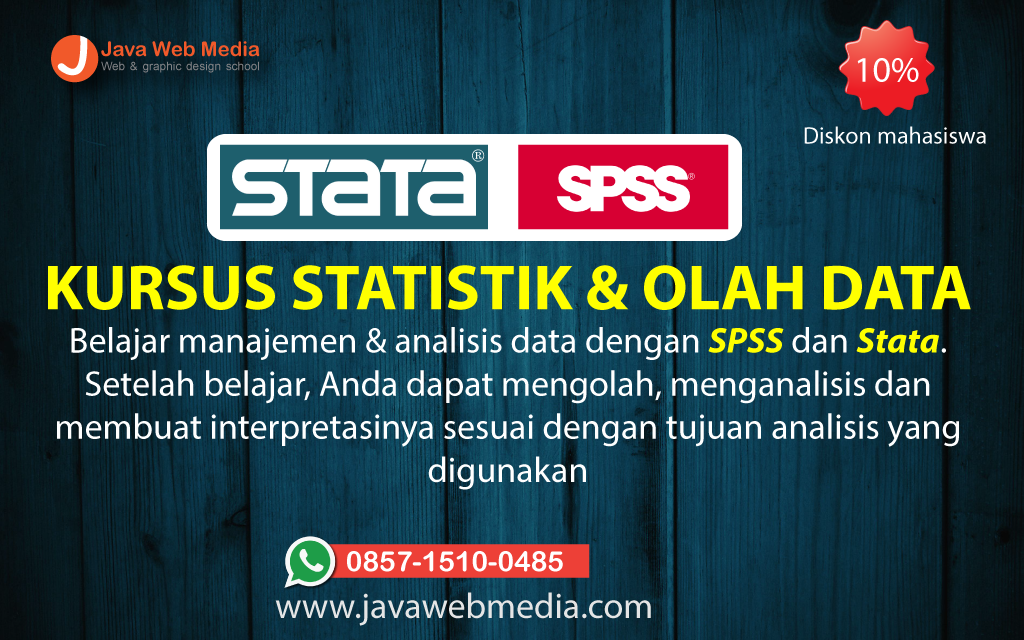 Java Web Media
Web & graphic design school
10%
Diskon mahasiswa
STATA®
SPSS®
KURSUS STATISTIK & OLAH DATA
Belajar manajemen & analisis data dengan SPSS dan Stata.
Setelah belajar, Anda dapat mengolah, menganalisis dan
membuat interpretasinya sesuai dengan tujuan analisis yang
digunakan
0857-1510-0485
www.javawebmedia.com